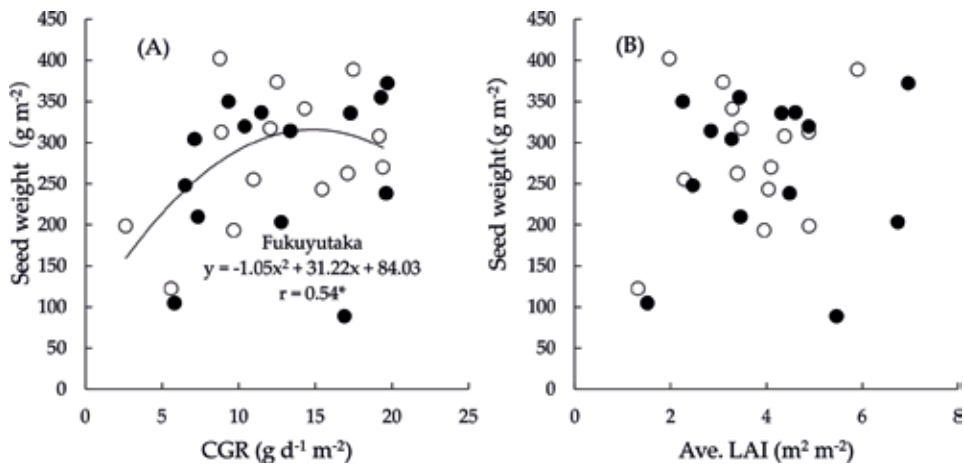 (A)
Seed weight (g m-2)
450
400
350
300
250
200
150
100
50
0
Fukuyutaka
y = -1.05x2 + 31.22x + 84.03
r = 0.54*
0 5 10 15 20 25
CGR (g d-1 m-2)
(B)
Seed weight (g m-2)
450
400
350
300
250
200
150
100
50
0
0 2 4 6 8
Ave. LAI (m2 m-2)